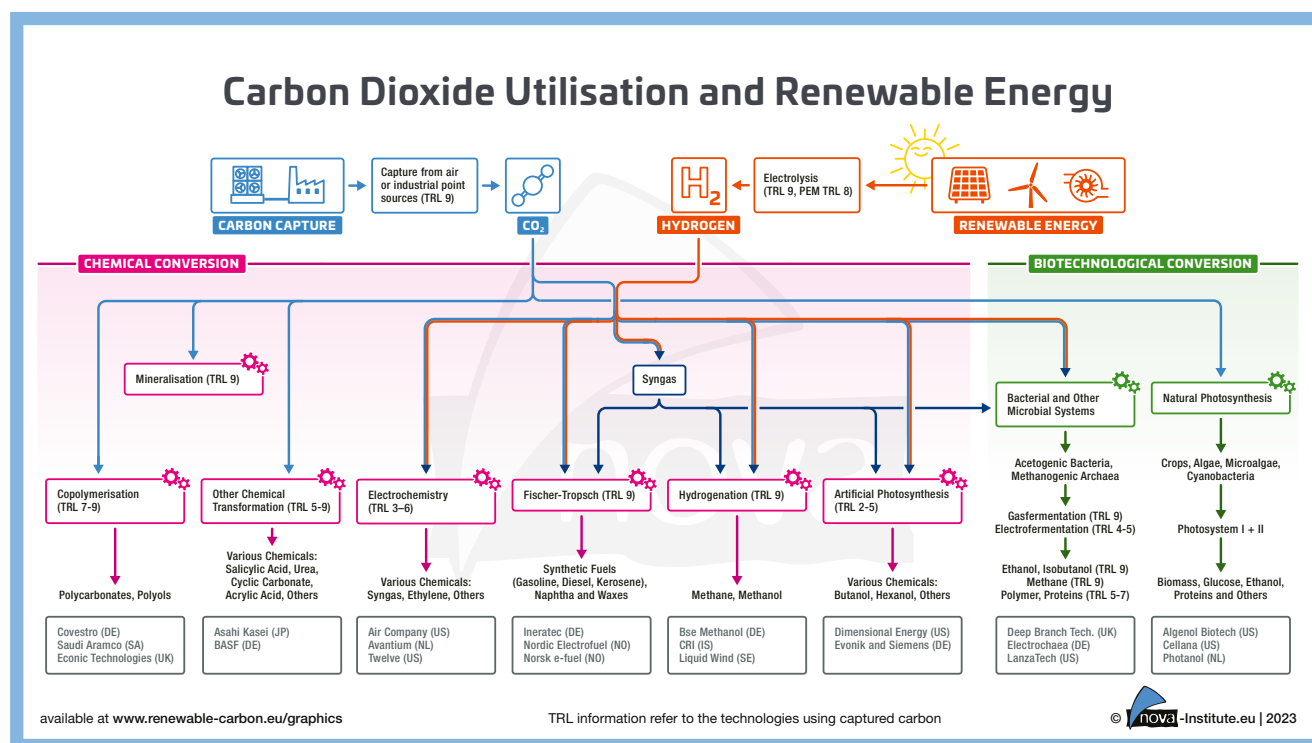 Carbon Dioxide Utilisation and Renewable Energy
Capture from air
or industrial point
sources (TRL 9)
H2
Electrolysis
(TRL 9, PEM TRL 8)
CARBON CAPTURE
CO₂
HYDROGEN
RENEWABLE ENERGY
CHEMICAL CONVERSION
BIOTECHNOLOGICAL CONVERSION
Mineralisation (TRL 9)
Syngas
Bacterial and Other
Microbial Systems
Natural Photosynthesis
Acetogenic Bacteria,
Methanogenic Archaea
Crops, Algae, Microalgae,
Cyanobacteria
Copolymerisation
(TRL 7-9)
Other Chemical
Transformation (TRL 5-9)
Electrochemistry
(TRL 3–6)
Fischer-Tropsch (TRL 9)
Hydrogenation (TRL 9)
Artificial Photosynthesis
(TRL 2-5)
Gasfermentation (TRL 9)
Electrofermentation (TRL 4-5)
Photosystem I + II
Polycarbonates, Polyols
Various Chemicals:
Salicylic Acid, Urea,
Cyclic Carbonate,
Acrylic Acid, Others
Various Chemicals:
Syngas, Ethylene, Others
Synthetic Fuels
(Gasoline, Diesel, Kerosene),
Naphtha and Waxes
Methane, Methanol
Various Chemicals:
Butanol, Hexanol, Others
Ethanol, Isobutanol (TRL 9)
Methane (TRL 9)
Polymer, Proteins (TRL 5-7)
Biomass, Glucose, Ethanol,
Proteins and Others
Covestro (DE)
Saudi Aramco (SA)
Econic Technologies (UK)
Asahi Kasei (JP)
BASF (DE)
Air Company (US)
Avantium (NL)
Twelve (US)
Ineratec (DE)
Nordic Electrofuel (NO)
Norsk e-fuel (NO)
Bse Methanol (DE)
CRI (IS)
Liquid Wind (SE)
Dimensional Energy (US)
Evonik and Siemens (DE)
Deep Branch Tech. (UK)
Electrochaea (DE)
LanzaTech (US)
Algenol Biotech (US)
Cellana (US)
Photanol (NL)
nova
available at www.renewable-carbon.eu/graphics
TRL information refer to the technologies using captured carbon
© nova-Institute.eu | 2023